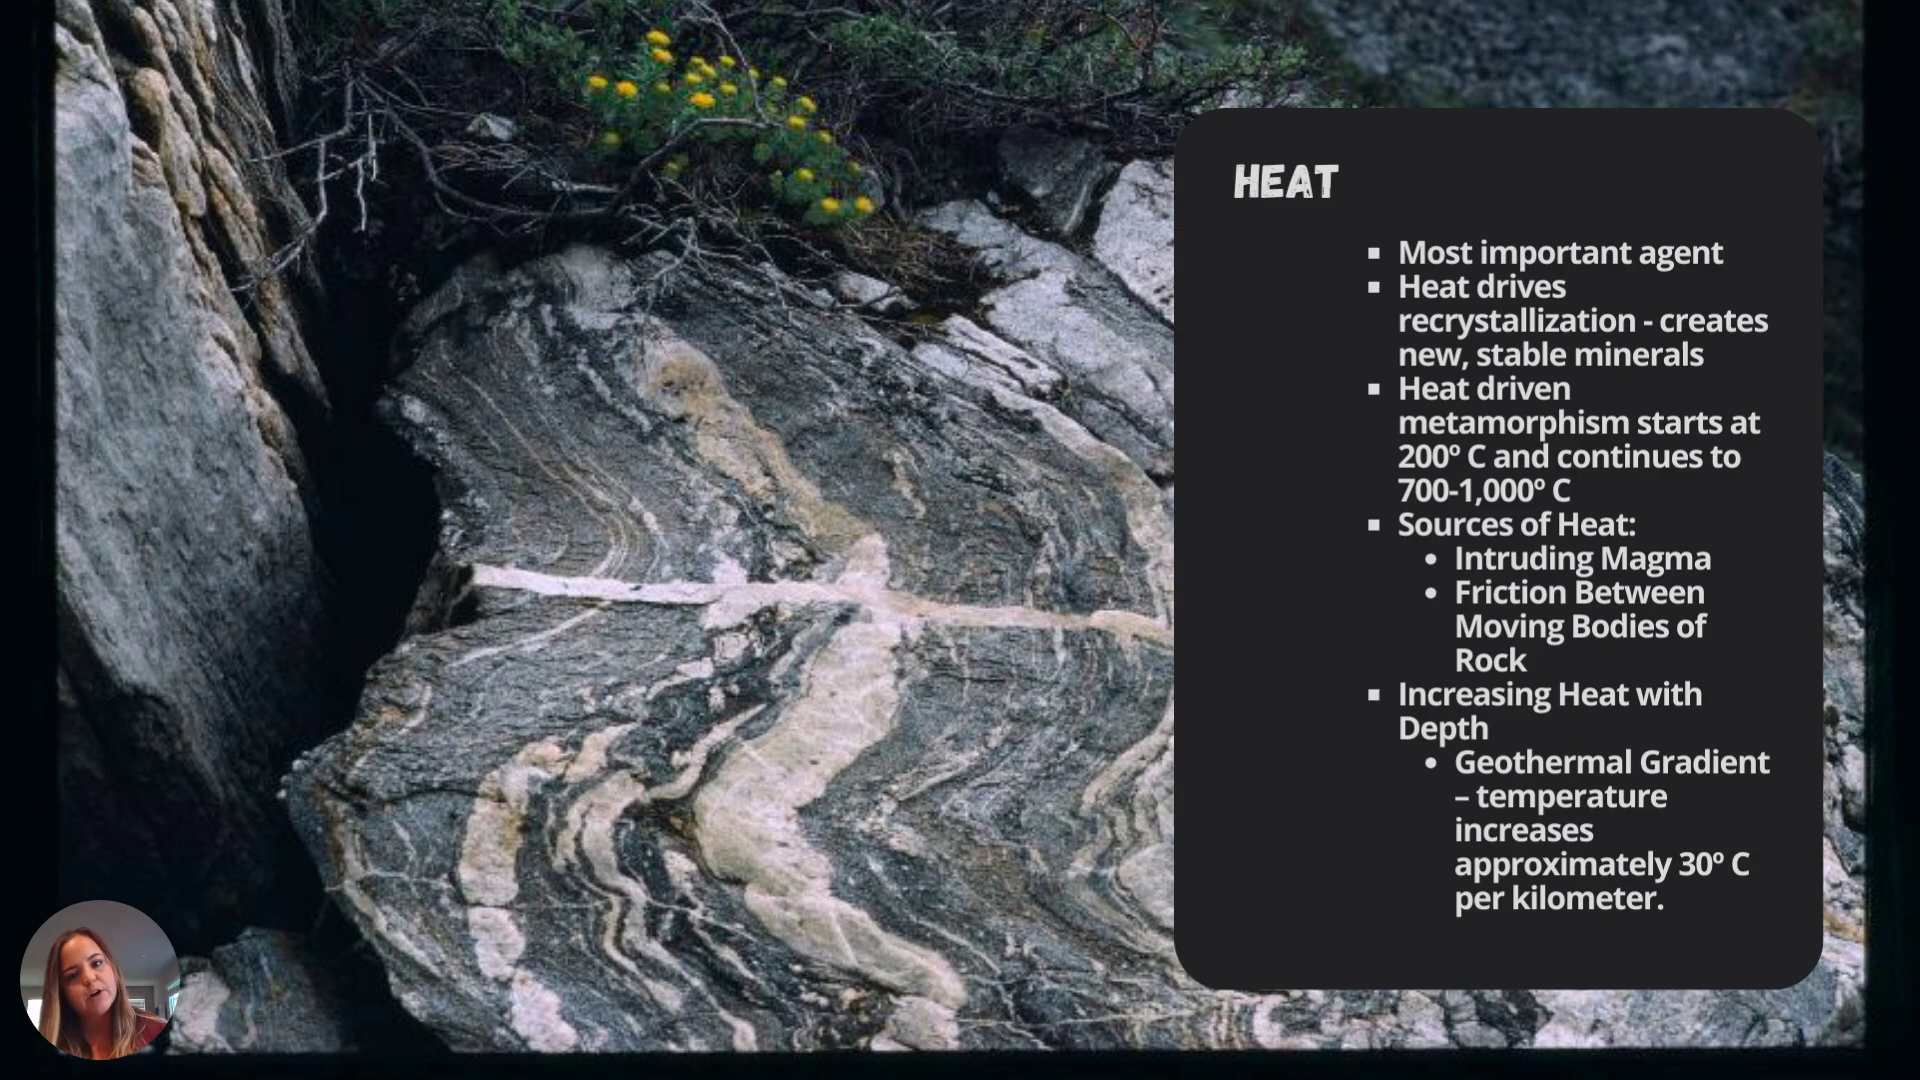 HEAT
▪ Most important agent
▪ Heat drives
recrystallization - creates
new, stable minerals
▪ Heat driven
metamorphism starts at
200º C and continues to
700-1,000º C
▪ Sources of Heat:
• Intruding Magma
• Friction Between
Moving Bodies of
Rock
▪ Increasing Heat with
Depth
• Geothermal Gradient
– temperature
increases
approximately 30º C
per kilometer.